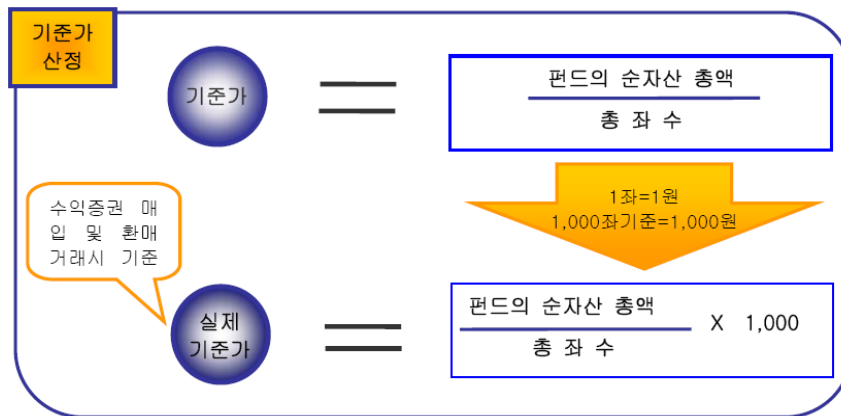 기준가
산정
기준가
펀드의 순자산 총액
총 좌 수
1좌=1원
1,000좌기준=1,000원
수익증권 매
입 및 환매
거래시 기준
실제
기준가
펀드의 순자산 총액
총 좌 수
X 1,000